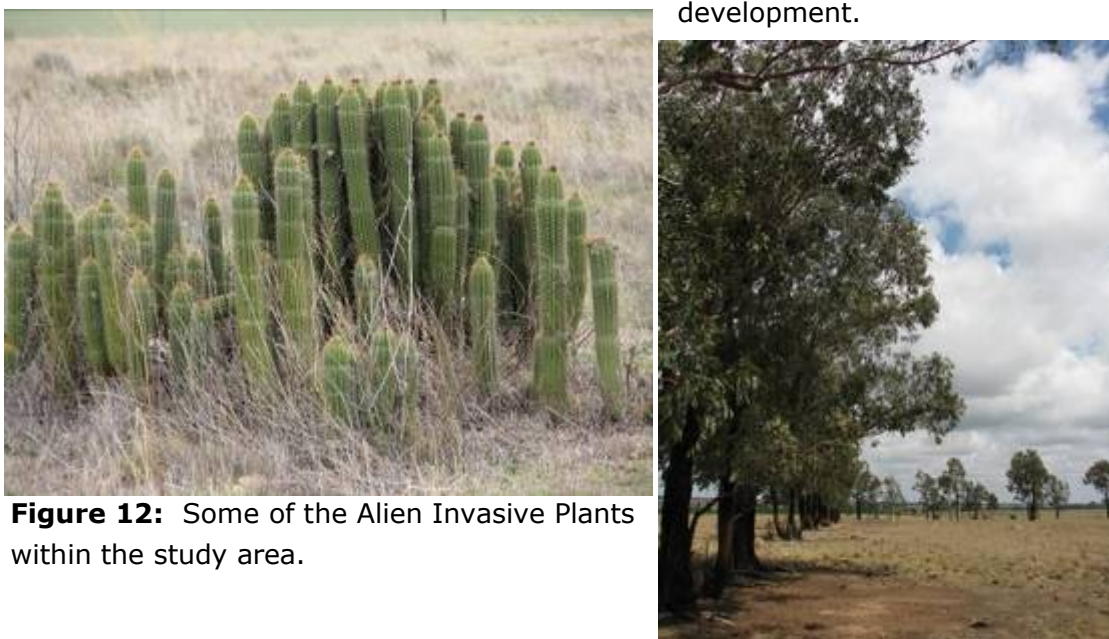 development.
Figure 12: Some of the Alien Invasive Plants
within the study area.